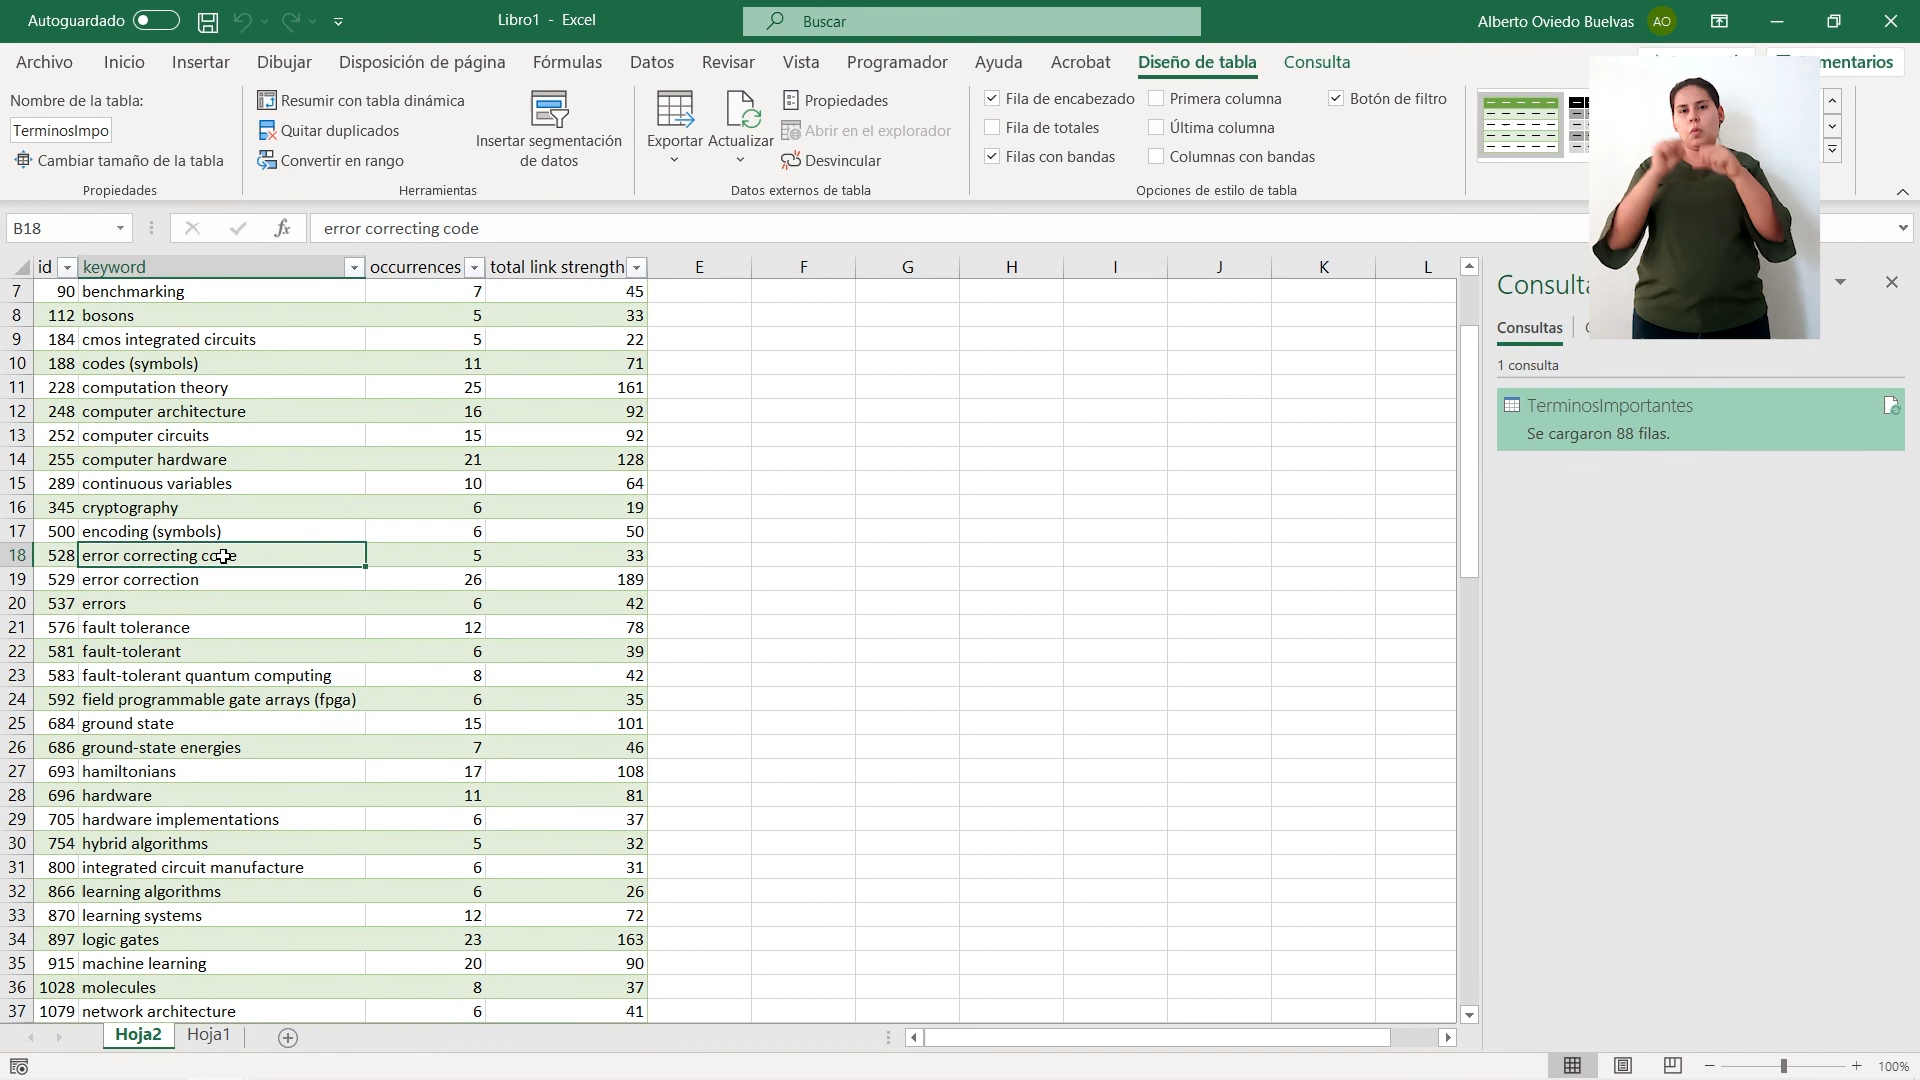 Autoguardado
Libro1 - Excel
Buscar
Alberto Oviedo Buelvas AO
Archivo Inicio Insertar Dibujar Disposición de página Fórmulas Datos Revisar Vista Programador Ayuda Acrobat Diseño de tabla Consulta
Nombre de la tabla:
TerminosImpo
Cambiar tamaño de la tabla
Propiedades
Resumir con tabla dinámica
Quitar duplicados
Convertir en rango
Insertar segmentación
de datos
Herramientas
Exportar Actualizar
Propiedades
Abrir en el explorador
Desvincular
Datos externos de tabla
Fila de encabezado Primera columna Botón de filtro
Fila de totales Última columna
Filas con bandas Columnas con bandas
Opciones de estilo de tabla
B18 fx error correcting code
id keyword occurrences total link strength E F G H I J K L
7 90 benchmarking 7 45
8 112 bosons 5 33
9 184 cmos integrated circuits 5 22
10 188 codes (symbols) 11 71
11 228 computation theory 25 161
12 248 computer architecture 16 92
13 252 computer circuits 15 92
14 255 computer hardware 21 128
15 289 continuous variables 10 64
16 345 cryptography 6 19
17 500 encoding (symbols) 6 50
18 528 error correcting code 5 33
19 529 error correction 26 189
20 537 errors 6 42
21 576 fault tolerance 12 78
22 581 fault-tolerant 6 39
23 583 fault-tolerant quantum computing 8 42
24 592 field programmable gate arrays (fpga) 6 35
25 684 ground state 15 101
26 686 ground-state energies 7 46
27 693 hamiltonians 17 108
28 696 hardware 11 81
29 705 hardware implementations 6 37
30 754 hybrid algorithms 5 32
31 800 integrated circuit manufacture 6 31
32 866 learning algorithms 6 26
33 870 learning systems 12 72
34 897 logic gates 23 163
35 915 machine learning 20 90
36 1028 molecules 8 37
37 1079 network architecture 6 41
Consultas
1 consulta
TerminosImportantes
Se cargaron 88 filas.
Hoja2 Hoja1
100%